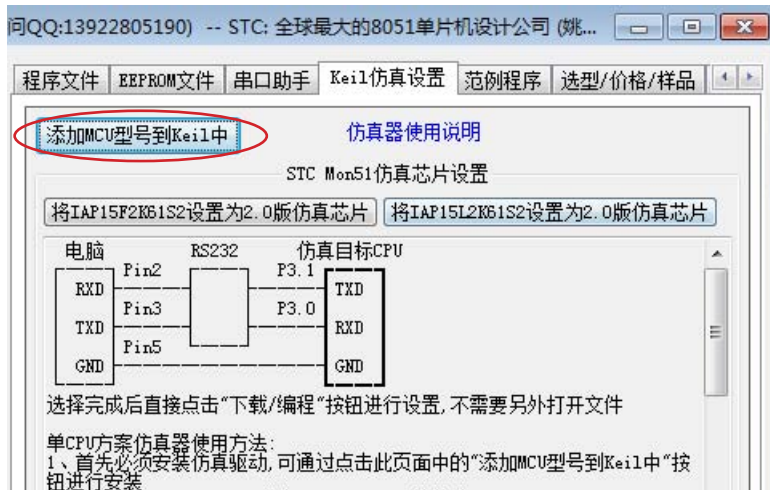 问QQ:13922805190) -- STC: 全球最大的8051单片机设计公司 (姚...
程序文件 EEPROM文件 串口助手 Keil仿真设置 范例程序 选型/价格/样品
添加MCU型号到Keil中 仿真器使用说明
STC Mon51仿真芯片设置
将IAP15F2K61S2设置为2.0版仿真芯片 将IAP15L2K61S2设置为2.0版仿真芯片
电脑 RS232 仿真目标CPU
Pin2 P3.1
RXD TXD
Pin3 P3.0
TXD RXD
Pin5
GND GND
选择完成后直接点击“下载/编程”按钮进行设置,不需要另外打开文件
单CPU方案仿真器使用方法:
1、首先必须安装仿真驱动,可通过点击此页面中的“添加MCU型号到Keil中”按
钮进行安装